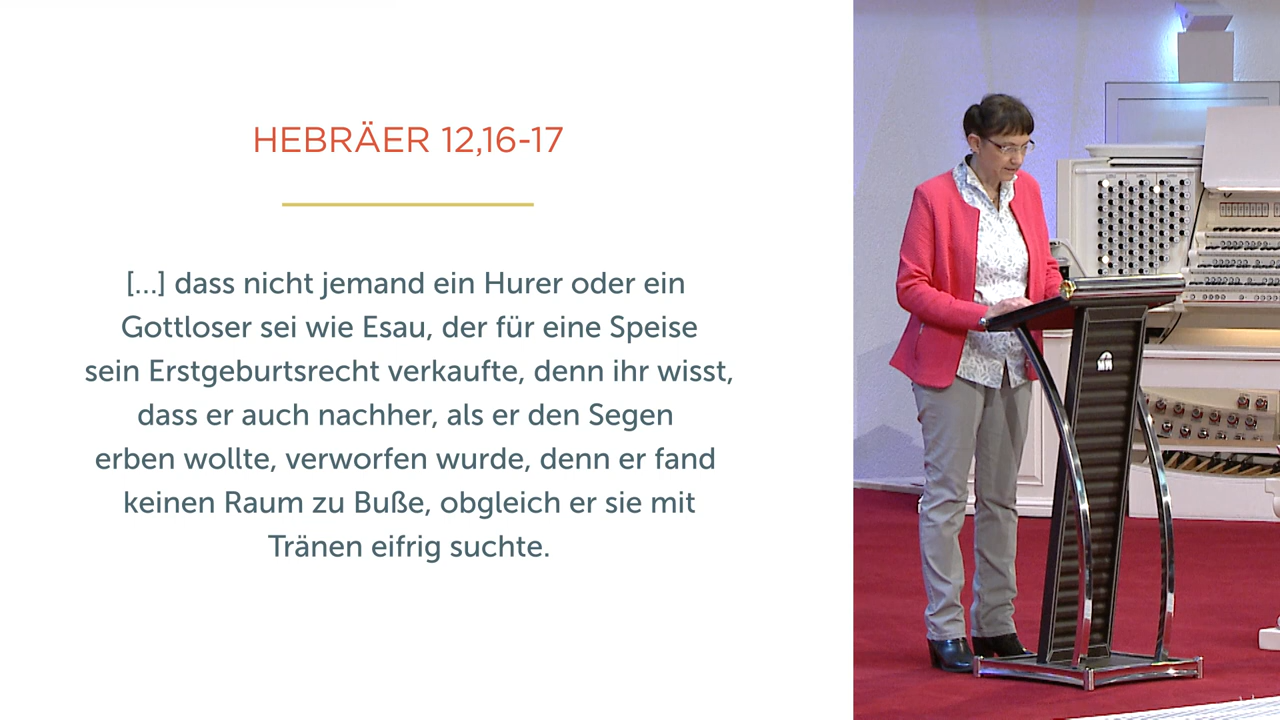 HEBRÄER 12,16-17
[...] dass nicht jemand ein Hurer oder ein
Gottloser sei wie Esau, der für eine Speise
sein Erstgeburtsrecht verkaufte, denn ihr wisst,
dass er auch nachher, als er den Segen
erben wollte, verworfen wurde, denn er fand
keinen Raum zu Buße, obgleich er sie mit
Tränen eifrig suchte.